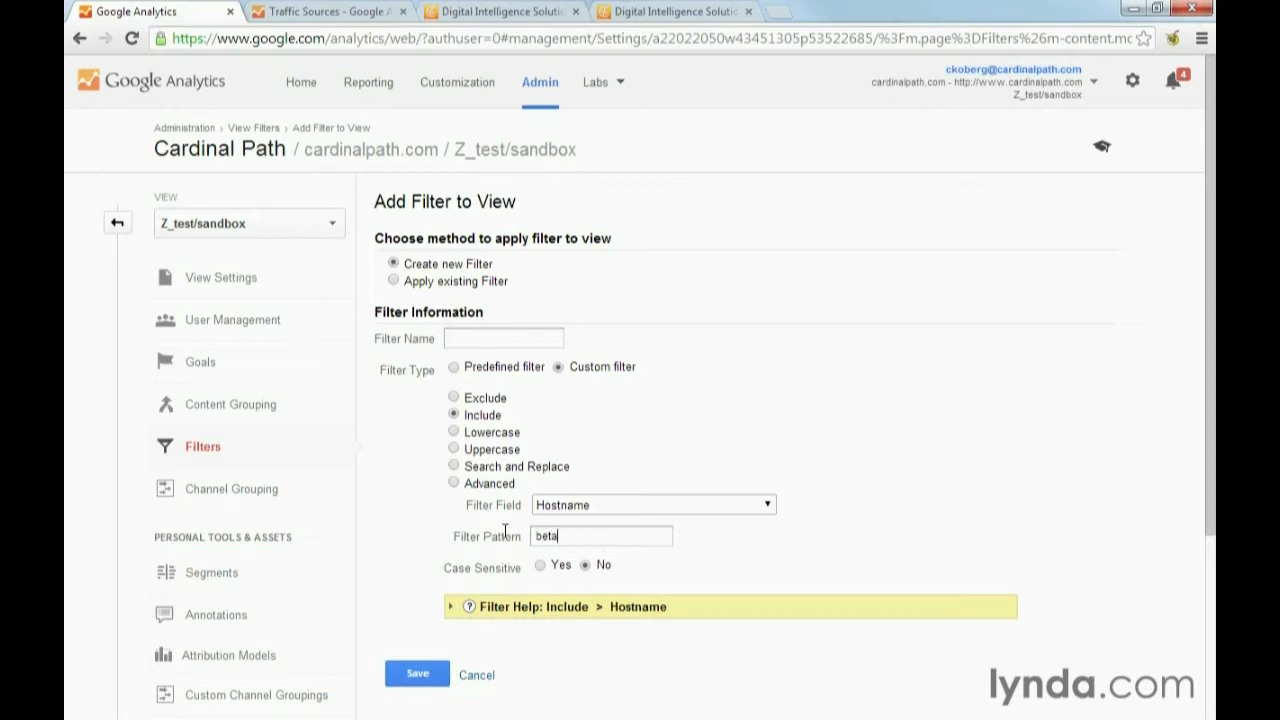 Google Analytics
Traffic Sources - Google A
Digital Intelligence Soluti
Digital Intelligence Soluti
https://www.google.com/analytics/web/?authuser=0#management/Settings/a22022050w43451305p53522685/%3Fm.page%3DFilters%26m-content.mo
Google Analytics
Home
Reporting
Customization
Admin
Labs
ckoberg@cardinalpath.com
cardinalpath.com - http://www.cardinalpath.com
Z_test/sandbox
4
Administration › View Filters › Add Filter to View
Cardinal Path / cardinalpath.com / Z_test/sandbox
VIEW
Z_test/sandbox
View Settings
User Management
Goals
Content Grouping
Filters
Channel Grouping
PERSONAL TOOLS & ASSETS
Segments
Annotations
Attribution Models
Custom Channel Groupings
Add Filter to View
Choose method to apply filter to view
Create new Filter
Apply existing Filter
Filter Information
Filter Name
Filter Type Predefined filter Custom filter
Exclude
Include
Lowercase
Uppercase
Search and Replace
Advanced
Filter Field Hostname
Filter Pattern beta
Case Sensitive Yes No
? Filter Help: Include > Hostname
Save Cancel
lynda.com